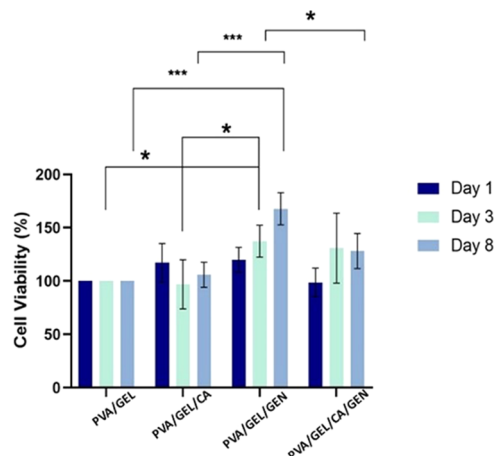 *
***
***
*
*
200
150
100
50
0
Cell Viability (%)
Day 1
Day 3
Day 8
PVA/GEL
PVA/GEL/CA
PVA/GEL/GEN
PVA/GEL/CA/GEN